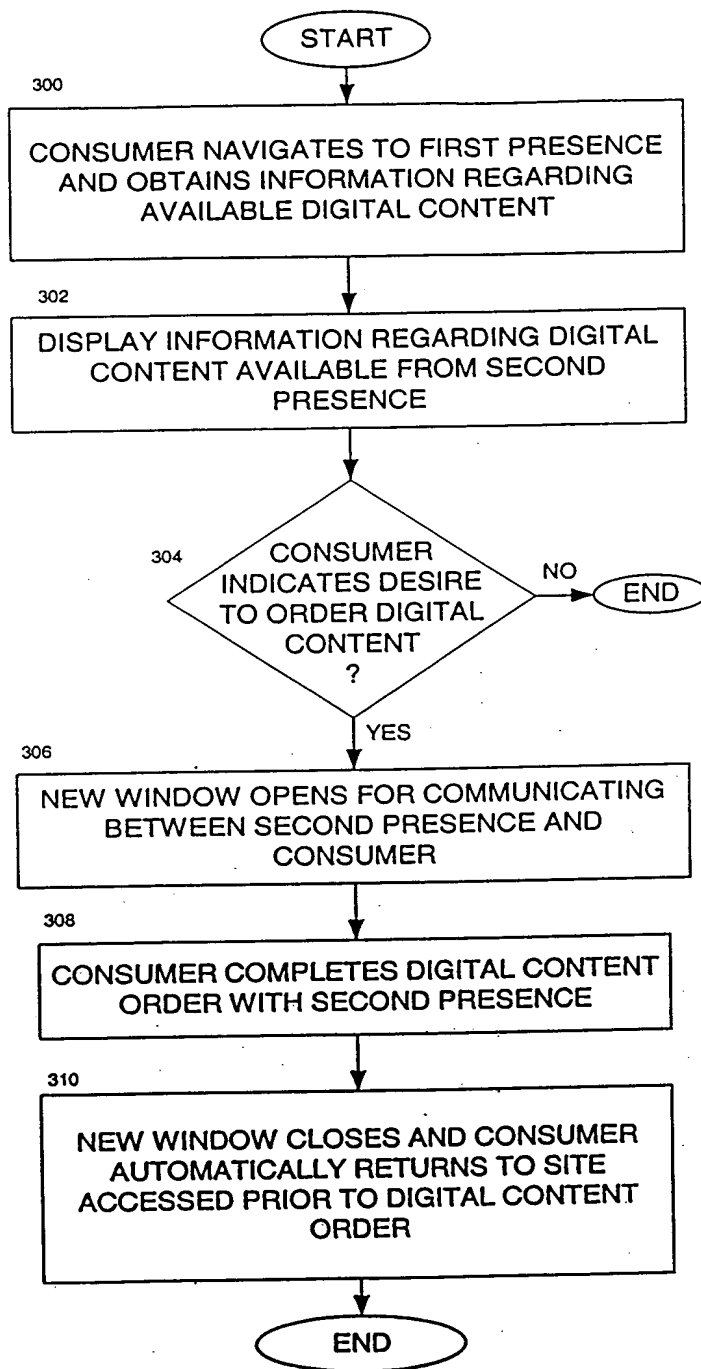 START
300
CONSUMER NAVIGATES TO FIRST PRESENCE
AND OBTAINS INFORMATION REGARDING
AVAILABLE DIGITAL CONTENT
302
DISPLAY INFORMATION REGARDING DIGITAL
CONTENT AVAILABLE FROM SECOND
PRESENCE
304
CONSUMER
INDICATES DESIRE
TO ORDER DIGITAL
CONTENT
?
NO
END
YES
306
NEW WINDOW OPENS FOR COMMUNICATING
BETWEEN SECOND PRESENCE AND
CONSUMER
308
CONSUMER COMPLETES DIGITAL CONTENT
ORDER WITH SECOND PRESENCE
310
NEW WINDOW CLOSES AND CONSUMER
AUTOMATICALLY RETURNS TO SITE
ACCESSED PRIOR TO DIGITAL CONTENT
ORDER
END